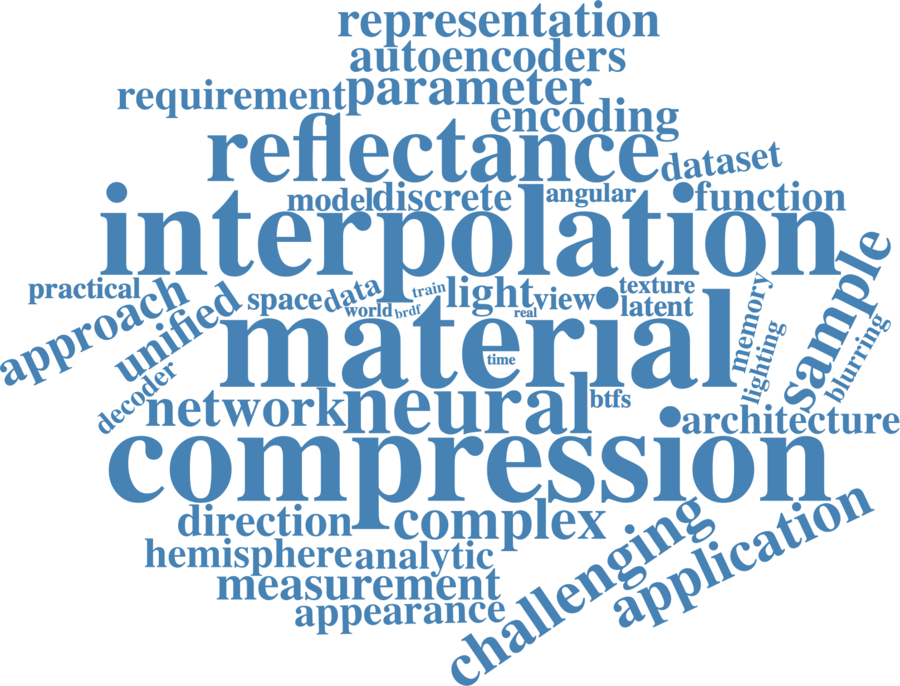 representation
autoencoders
requirement parameter
encoding
reflectance dataset
model discrete angular function
interpolation
practical space data train light view texture
approach unified world brdf real latent memory sample
material time lighting blurring
decoder network neural btfs architecture
compression
direction complex
hemisphere analytic challenging application
measurement
appearance